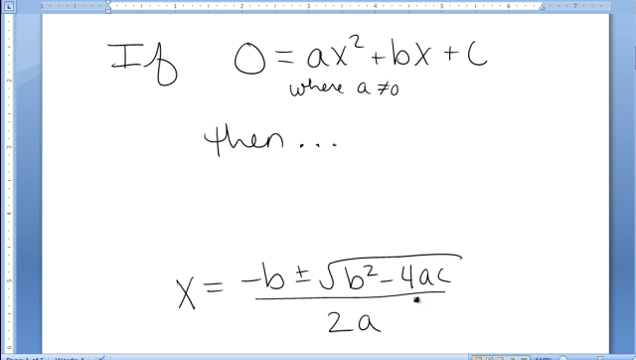 If 0 = ax² + bx + c
where a ≠ 0
then ...
x = (-b ± √(b² - 4ac)) / 2a